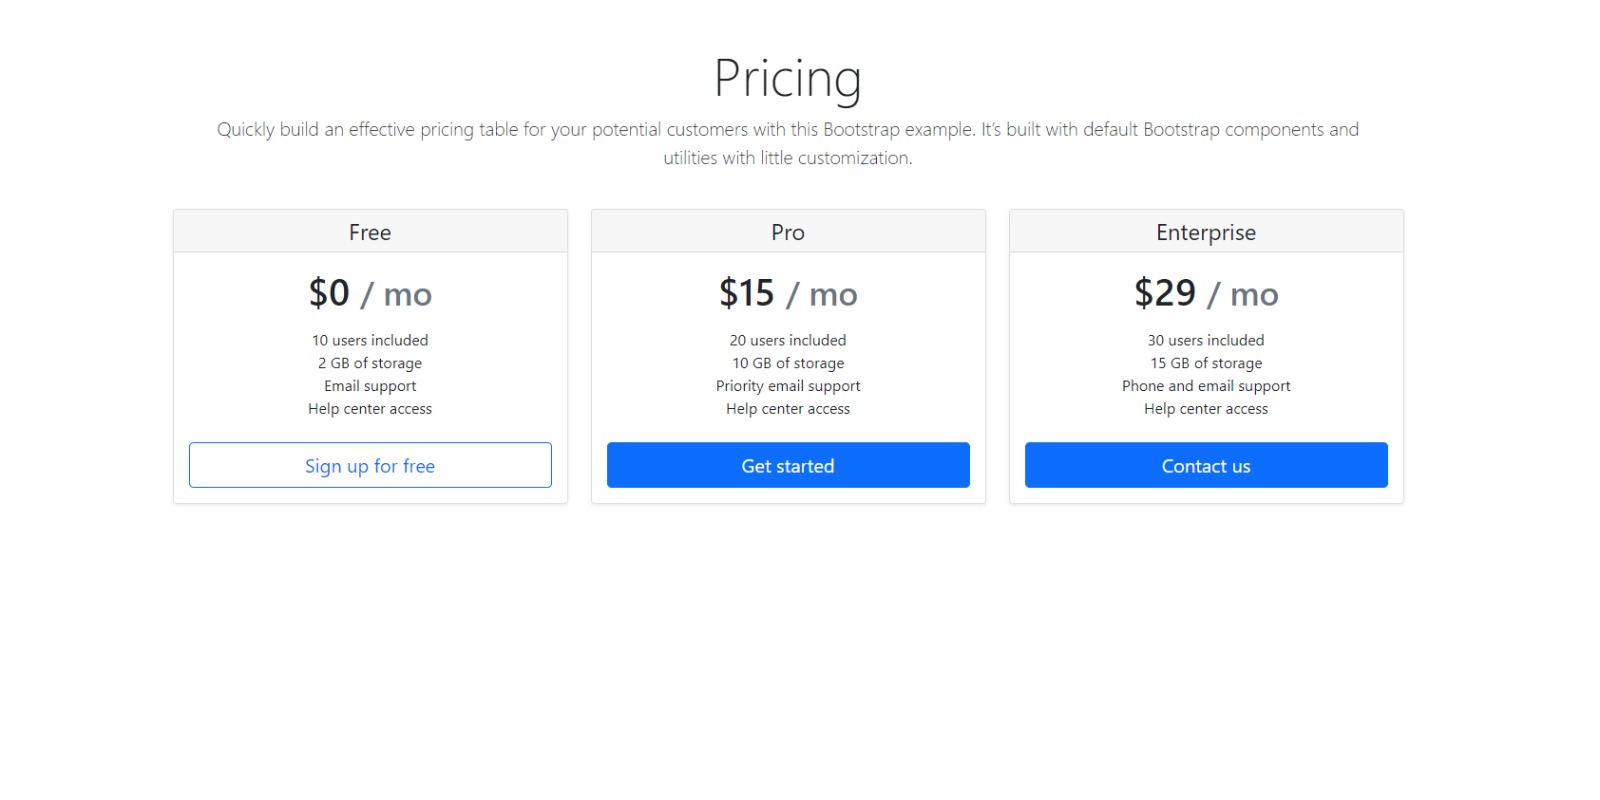 Pricing
Quickly build an effective pricing table for your potential customers with this Bootstrap example. It’s built with default Bootstrap components and
utilities with little customization.
Free
$0 / mo
10 users included
2 GB of storage
Email support
Help center access
Sign up for free
Pro
$15 / mo
20 users included
10 GB of storage
Priority email support
Help center access
Get started
Enterprise
$29 / mo
30 users included
15 GB of storage
Phone and email support
Help center access
Contact us